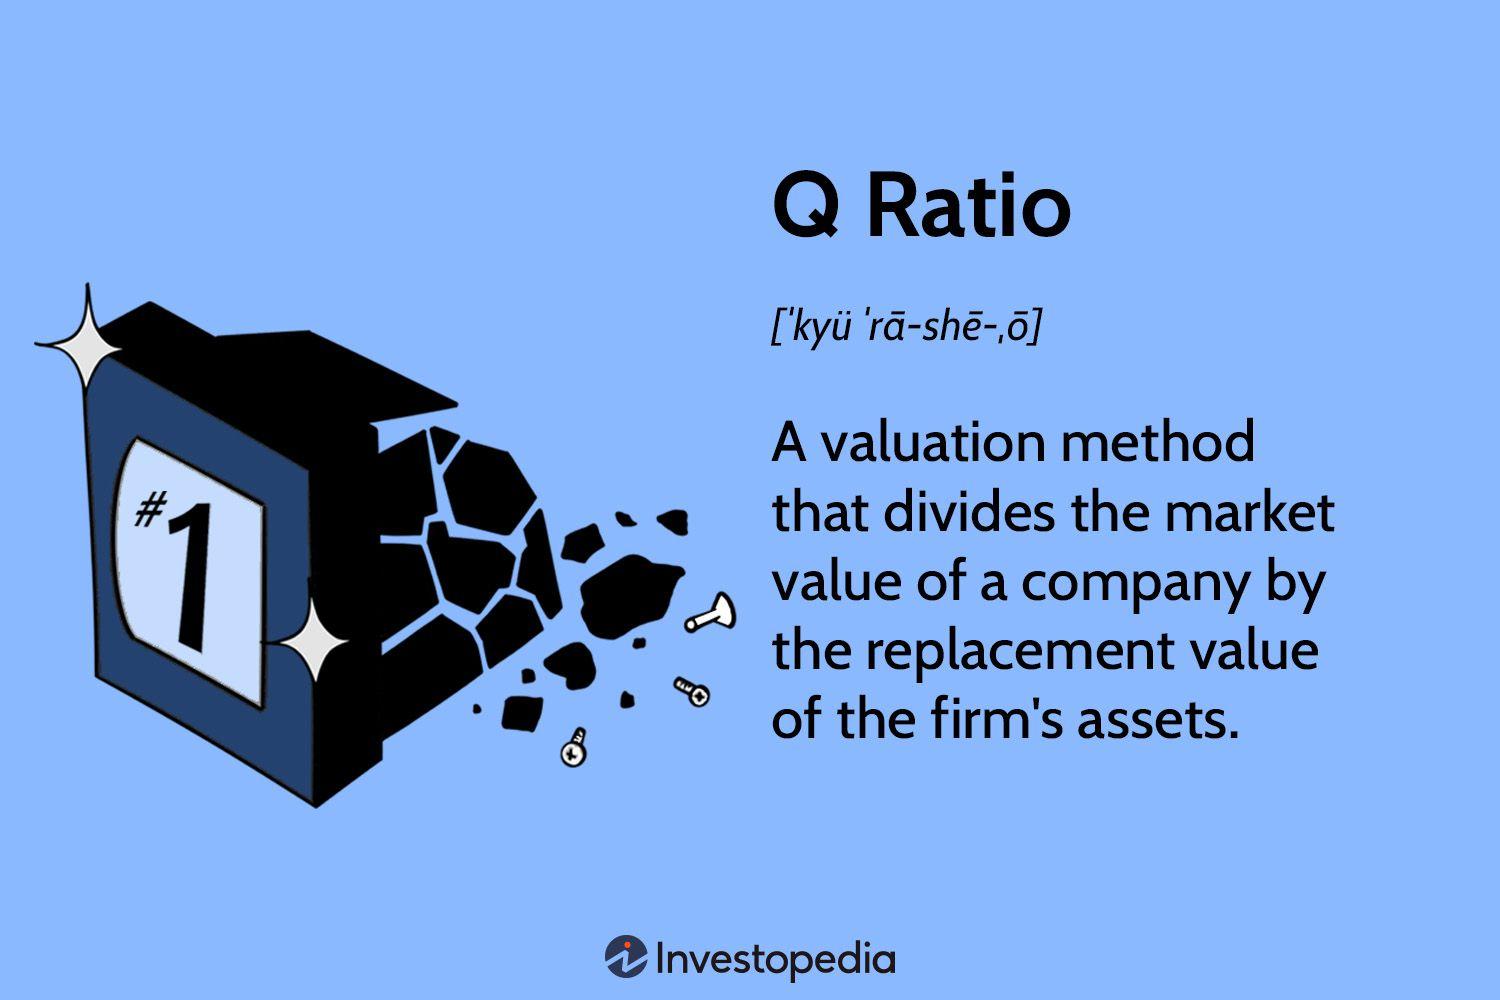 Q Ratio
[ˈkyü ˈrā-shē-ˌō]
A valuation method
that divides the market
value of a company by
the replacement value
of the firm's assets.
#1
Investopedia